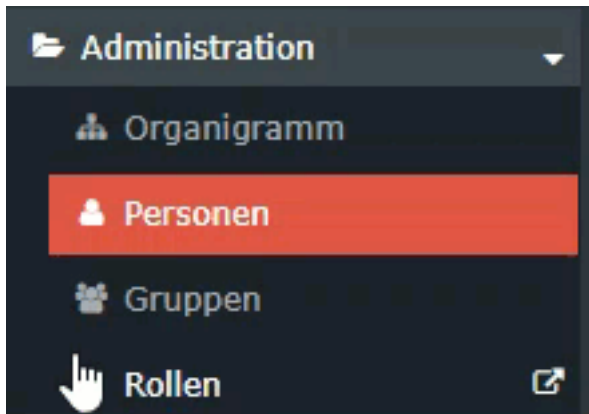 Administration
Organigramm
Personen
Gruppen
Rollen